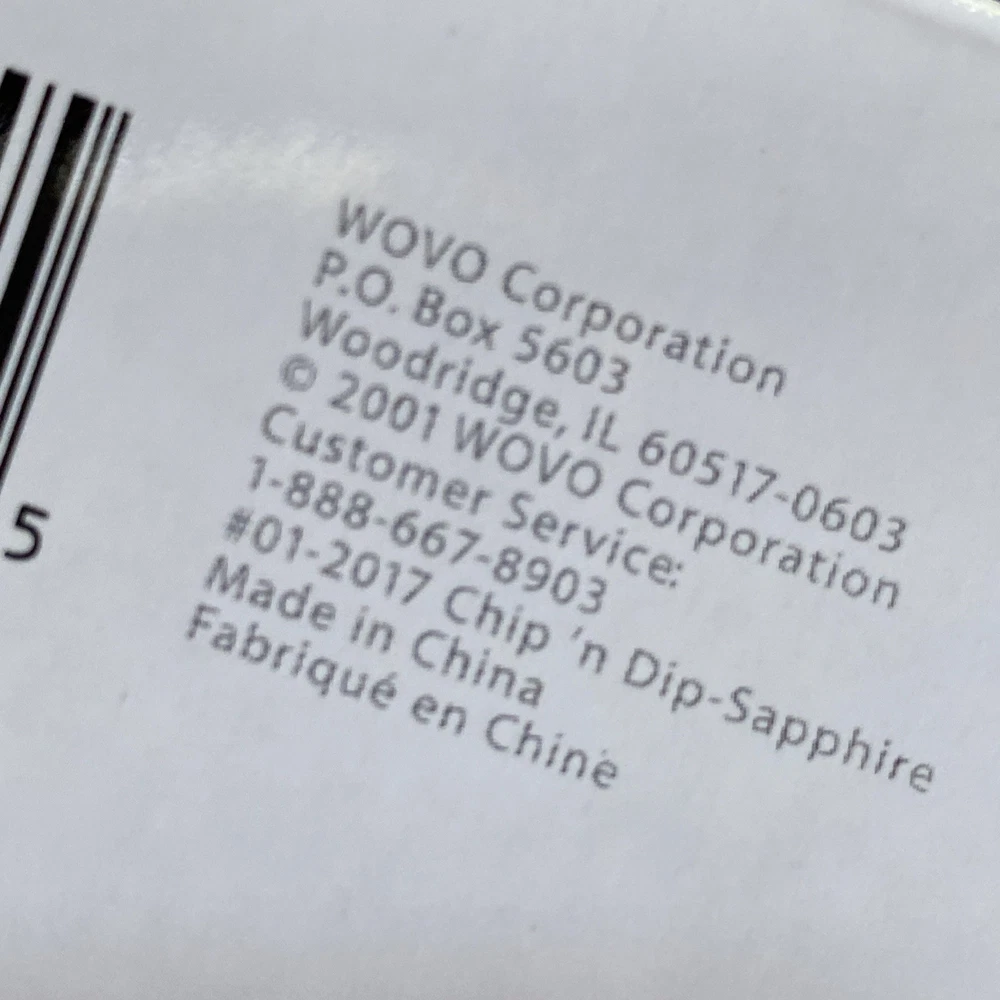 WOVO Corporation
P.O. Box 5603
Woodridge, IL 60517-0603
© 2001 WOVO Corporation
Customer Service:
1-888-667-8903
#01-2017 Chip 'n Dip-Sapphire
Made in China
Fabriqué en Chine
5